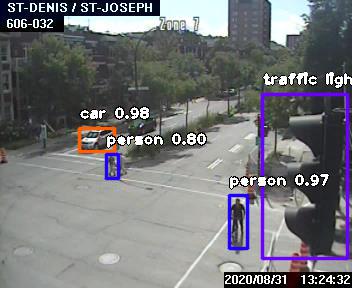 ST-DENIS / ST-JOSEPH
606-032
Zone 7
traffic ligh
car 0.98
person 0.80
person 0.97
2020/08/31 13:24:32